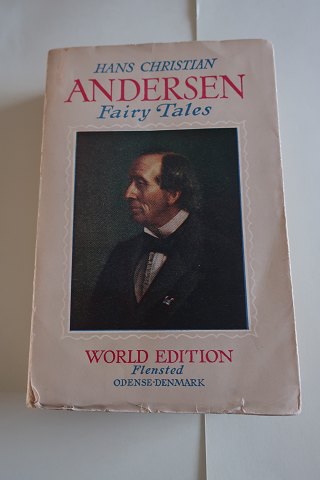 HANS CHRISTIAN
ANDERSEN
Fairy Tales
WORLD EDITION
Flensted
ODENSE·DENMARK